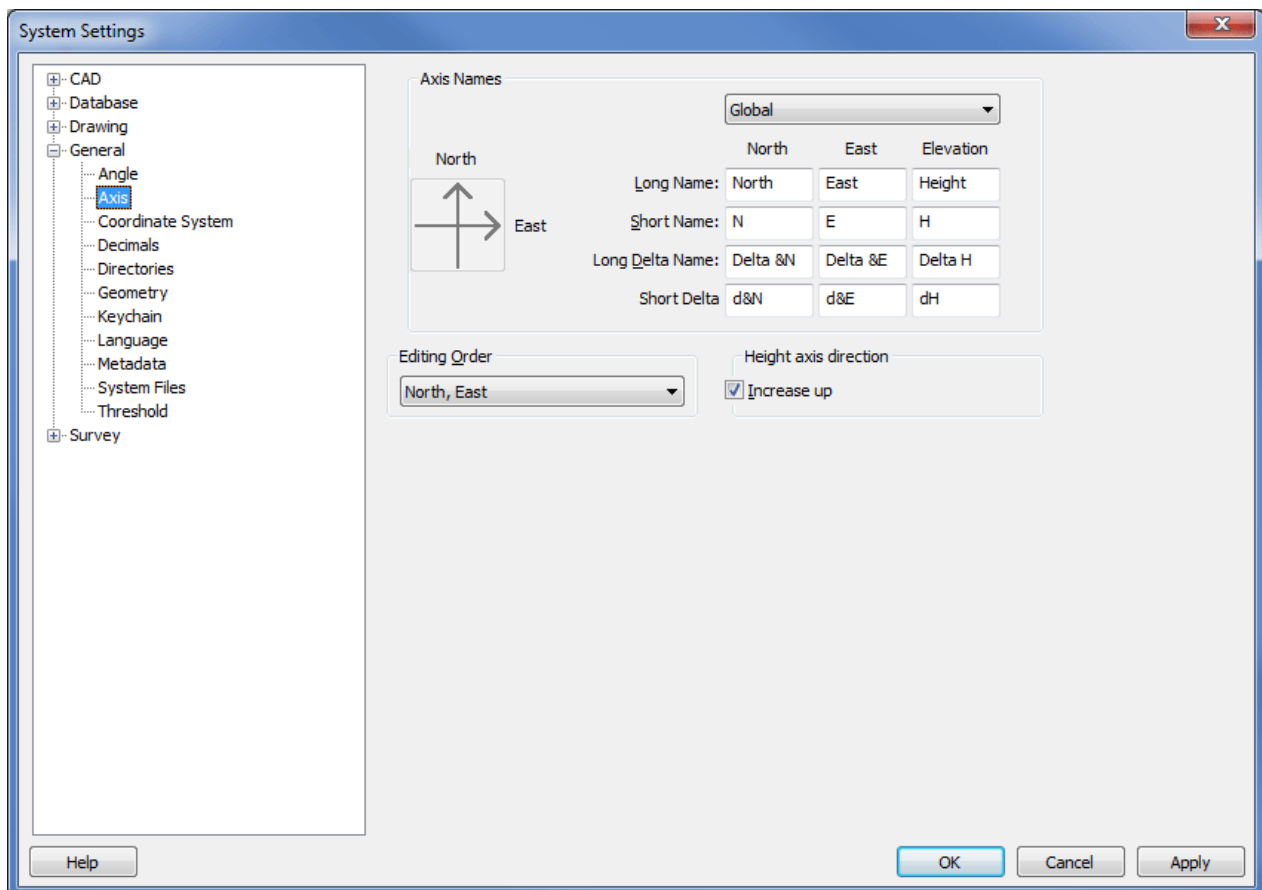 System Settings
CAD
Database
Drawing
General
Angle
Axis
Coordinate System
Decimals
Directories
Geometry
Keychain
Language
Metadata
System Files
Threshold
Survey
Axis Names
Global
North East Elevation
North
East
Long Name: North East Height
Short Name: N E H
Long Delta Name: Delta &N Delta &E Delta H
Short Delta d&N d&E dH
Editing Order
North, East
Height axis direction
Increase up
Help OK Cancel Apply